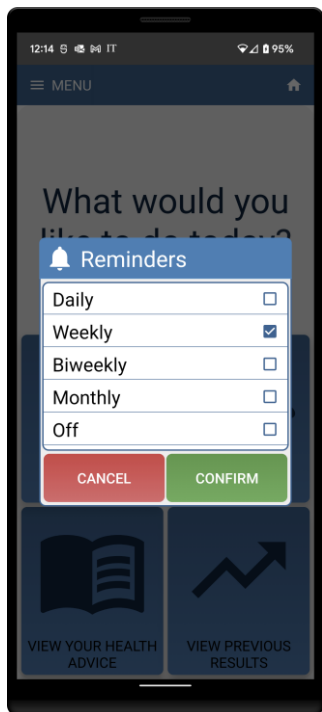 12:14 IT 95%
MENU
What would you
like to do today?
Reminders
Daily
Weekly
Biweekly
Monthly
Off
CANCEL
CONFIRM
VIEW YOUR HEALTH
ADVICE
VIEW PREVIOUS
RESULTS